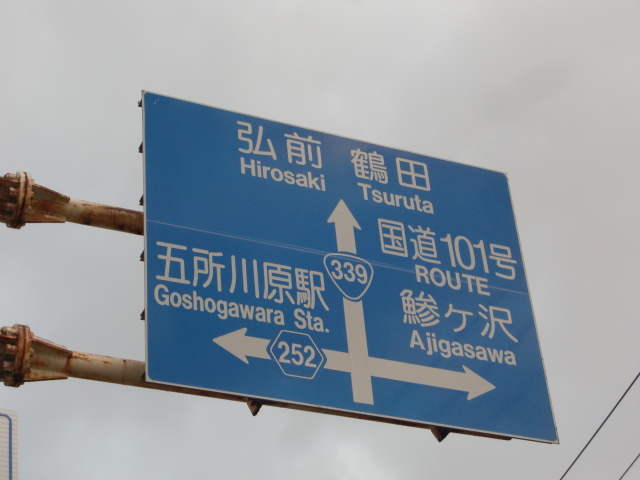 弘前 鶴田
Hirosaki Tsuruta
国道101号
ROUTE
339
五所川原駅
Goshogawara Sta.
鰺ヶ沢
Ajigasawa
252